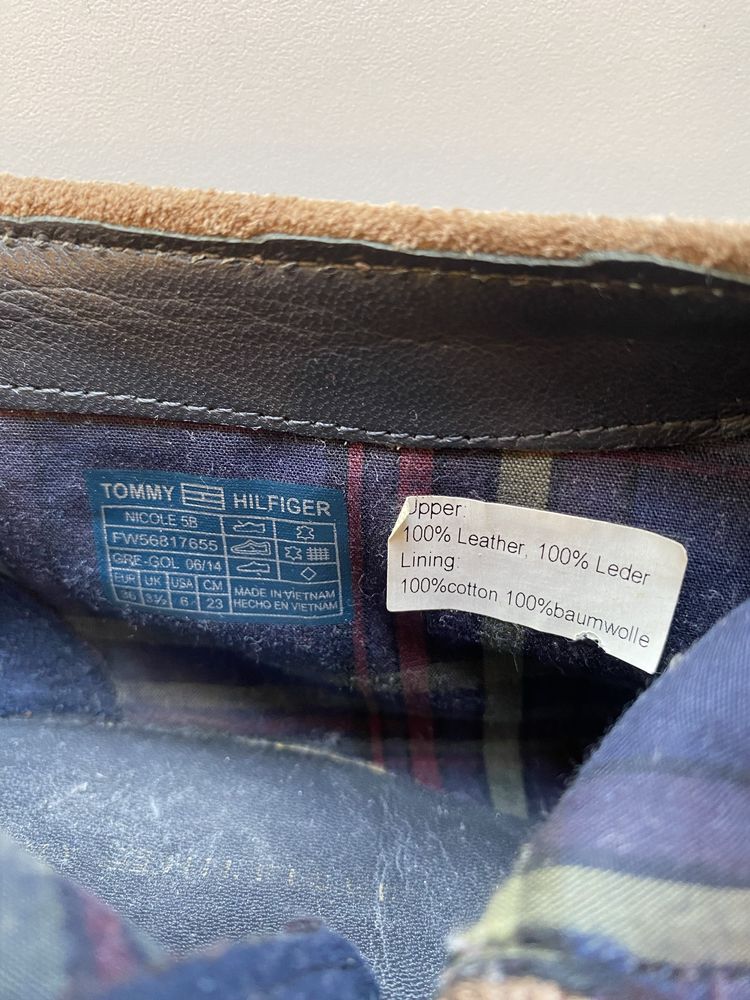 TOMMY HILFIGER
NICOLE 5B
FW56817655
GRE-GOL 06/14
EUR UK USA CM
36 3½ 6 23
MADE IN VIETNAM
HECHO EN VIETNAM
Upper:
100% Leather, 100% Leder
Lining:
100%cotton 100%baumwolle